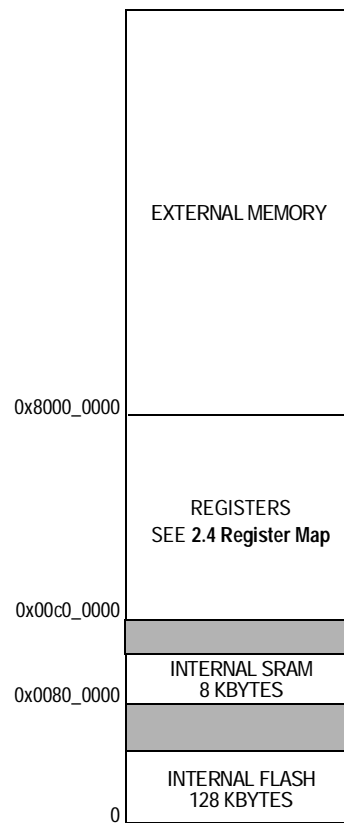 EXTERNAL MEMORY
0x8000_0000
REGISTERS
SEE 2.4 Register Map
0x00c0_0000
INTERNAL SRAM
8 KBYTES
0x0080_0000
INTERNAL FLASH
128 KBYTES
0